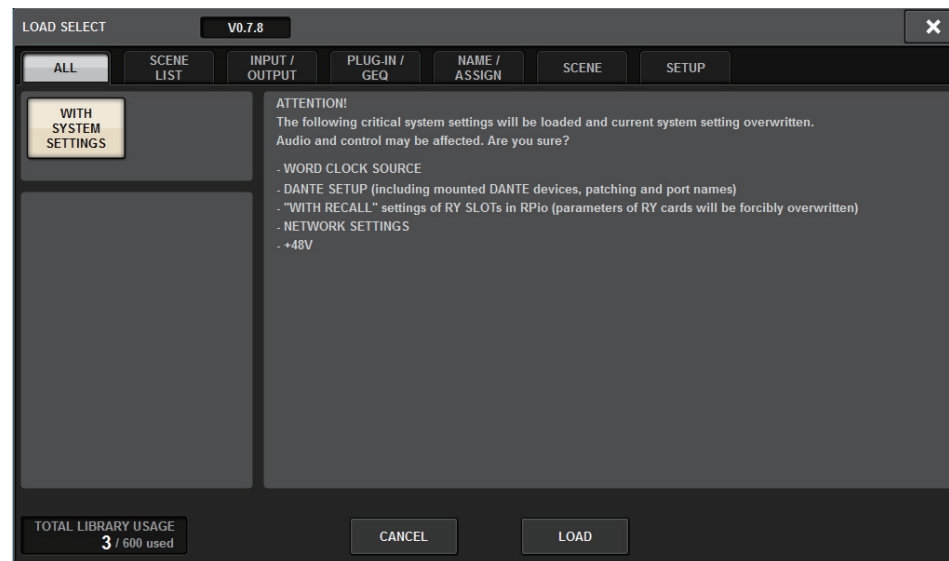 LOAD SELECT
V0.7.8
ALL
SCENE
LIST
INPUT /
OUTPUT
PLUG-IN /
GEQ
NAME /
ASSIGN
SCENE
SETUP
WITH
SYSTEM
SETTINGS
ATTENTION!
The following critical system settings will be loaded and current system setting overwritten.
Audio and control may be affected. Are you sure?
- WORD CLOCK SOURCE
- DANTE SETUP (including mounted DANTE devices, patching and port names)
- "WITH RECALL" settings of RY SLOTs in RPio (parameters of RY cards will be forcibly overwritten)
- NETWORK SETTINGS
- +48V
TOTAL LIBRARY USAGE
3 / 600 used
CANCEL
LOAD